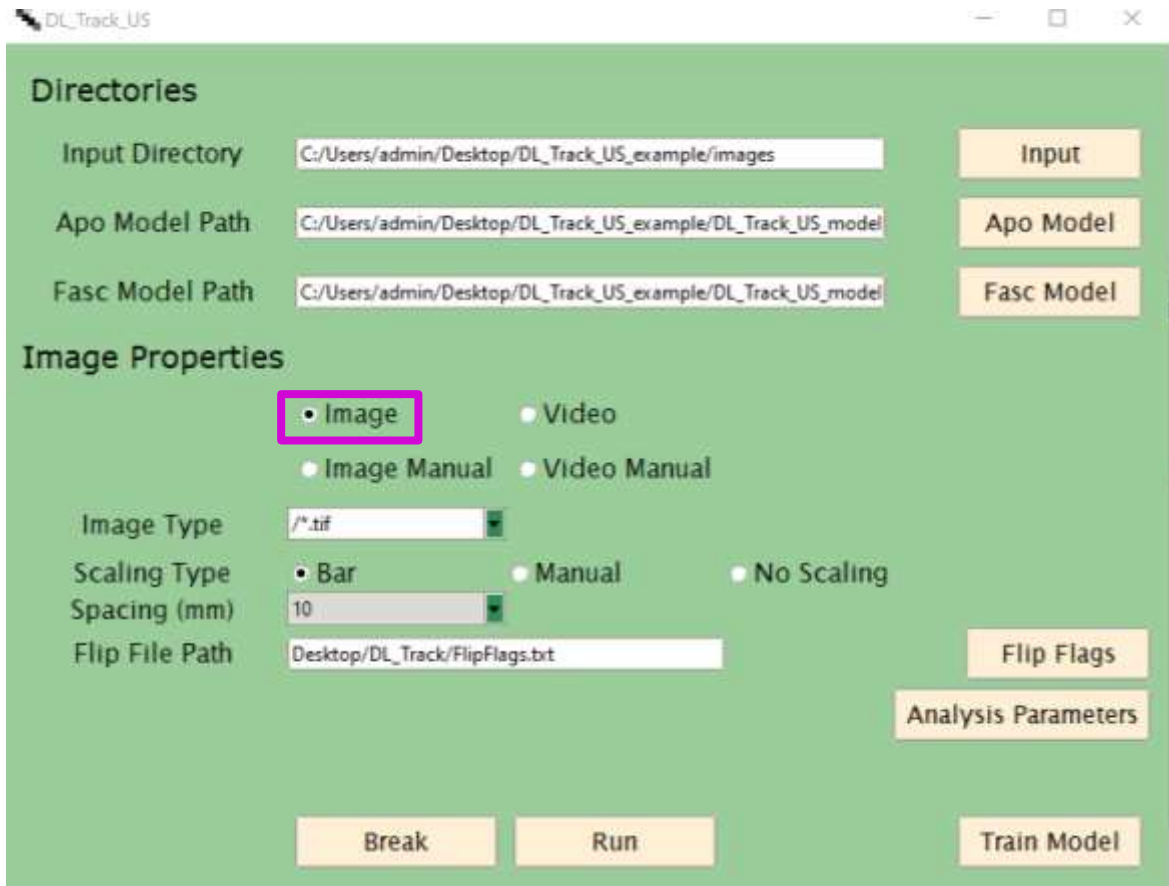 DL_Track_US
Directories
Input Directory C:/Users/admin/Desktop/DL_Track_US_example/images Input
Apo Model Path C:/Users/admin/Desktop/DL_Track_US_example/DL_Track_US_model Apo Model
Fasc Model Path C:/Users/admin/Desktop/DL_Track_US_example/DL_Track_US_model Fasc Model
Image Properties
Image Video
Image Manual Video Manual
Image Type /*.tif
Scaling Type Bar Manual No Scaling
Spacing (mm) 10
Flip File Path Desktop/DL_Track/FlipFlags.txt Flip Flags
Analysis Parameters
Break Run Train Model